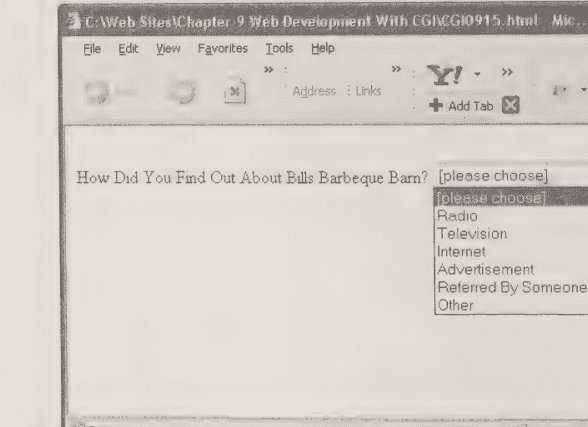 C:\Web Sites\Chapter 9 Web Development With CGI\CGI0915.html - Mic...
File Edit View Favorites Tools Help
» » Y! »
Address Links
Add Tab
How Did You Find Out About Bills Barbeque Barn? [please choose]
[please choose]
Radio
Television
Internet
Advertisement
Referred By Someone
Other